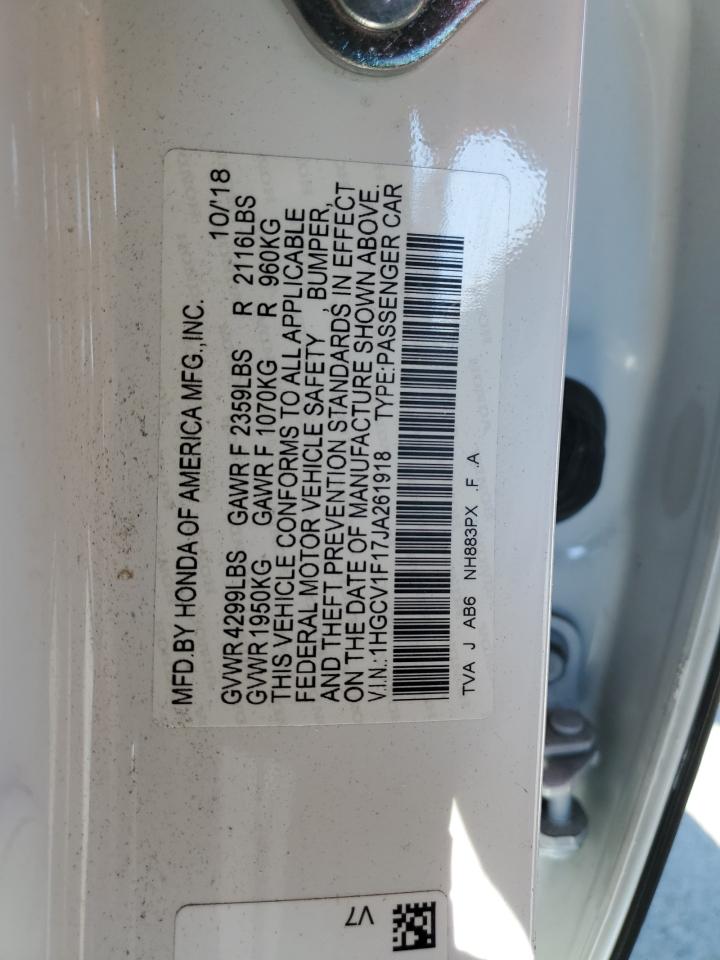 MFD.BY HONDA OF AMERICA MFG.,INC. 10/'18
GVWR 4299LBS GAWR F 2359LBS R 2116LBS
GVWR 1950KG GAWR F 1070KG R 960KG
THIS VEHICLE CONFORMS TO ALL APPLICABLE
FEDERAL MOTOR VEHICLE SAFETY , BUMPER,
AND THEFT PREVENTION STANDARDS IN EFFECT
ON THE DATE OF MANUFACTURE SHOWN ABOVE.
V.I.N.:1HGCV1F17JA261918 TYPE:PASSENGER CAR
TVA J AB6 NH883PX .F .A
V7